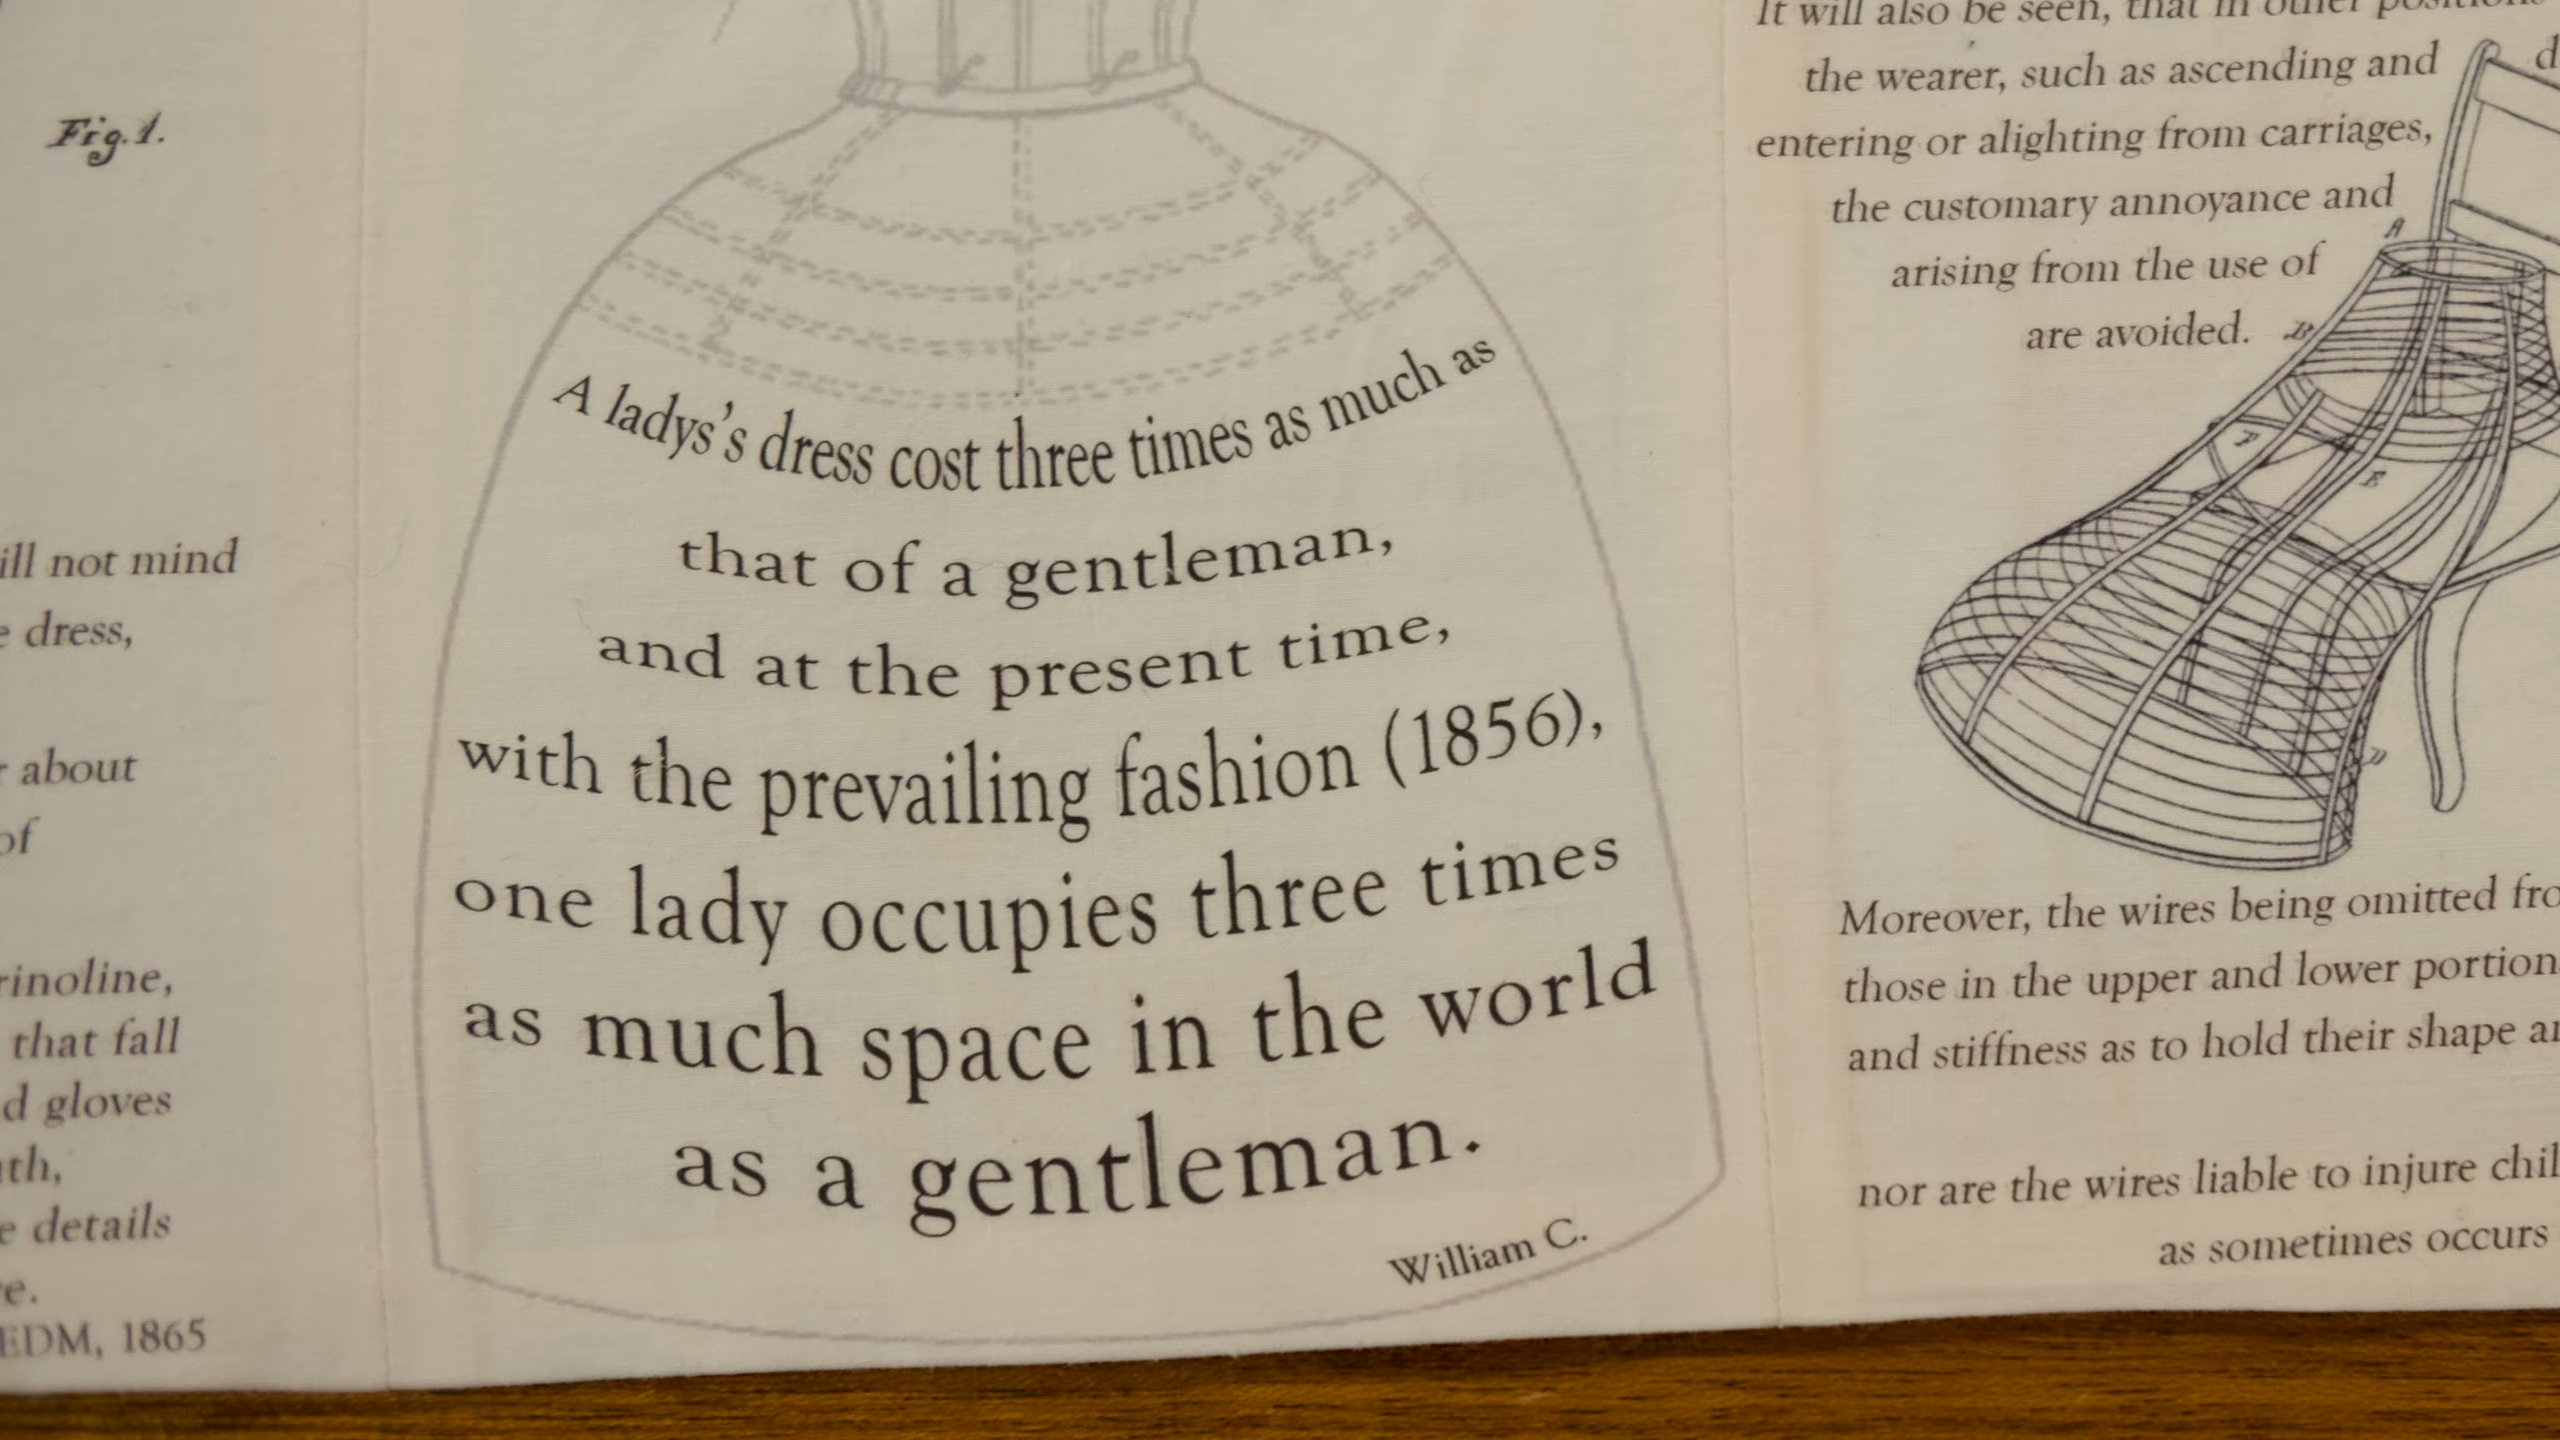 Fig. 1.
ill not mind
e dress,
r about
of
rinoline,
that fall
d gloves
th,
e details
e.
EDM, 1865
A ladys's dress cost three times as much as
that of a gentleman,
and at the present time,
with the prevailing fashion (1856),
one lady occupies three times
as much space in the world
as a gentleman.
William C.
It will also be seen, that in other positions
the wearer, such as ascending and d
entering or alighting from carriages,
the customary annoyance and
arising from the use of
are avoided.
A
B
F
E
D
Moreover, the wires being omitted fro
those in the upper and lower portion
and stiffness as to hold their shape an
nor are the wires liable to injure chil
as sometimes occurs